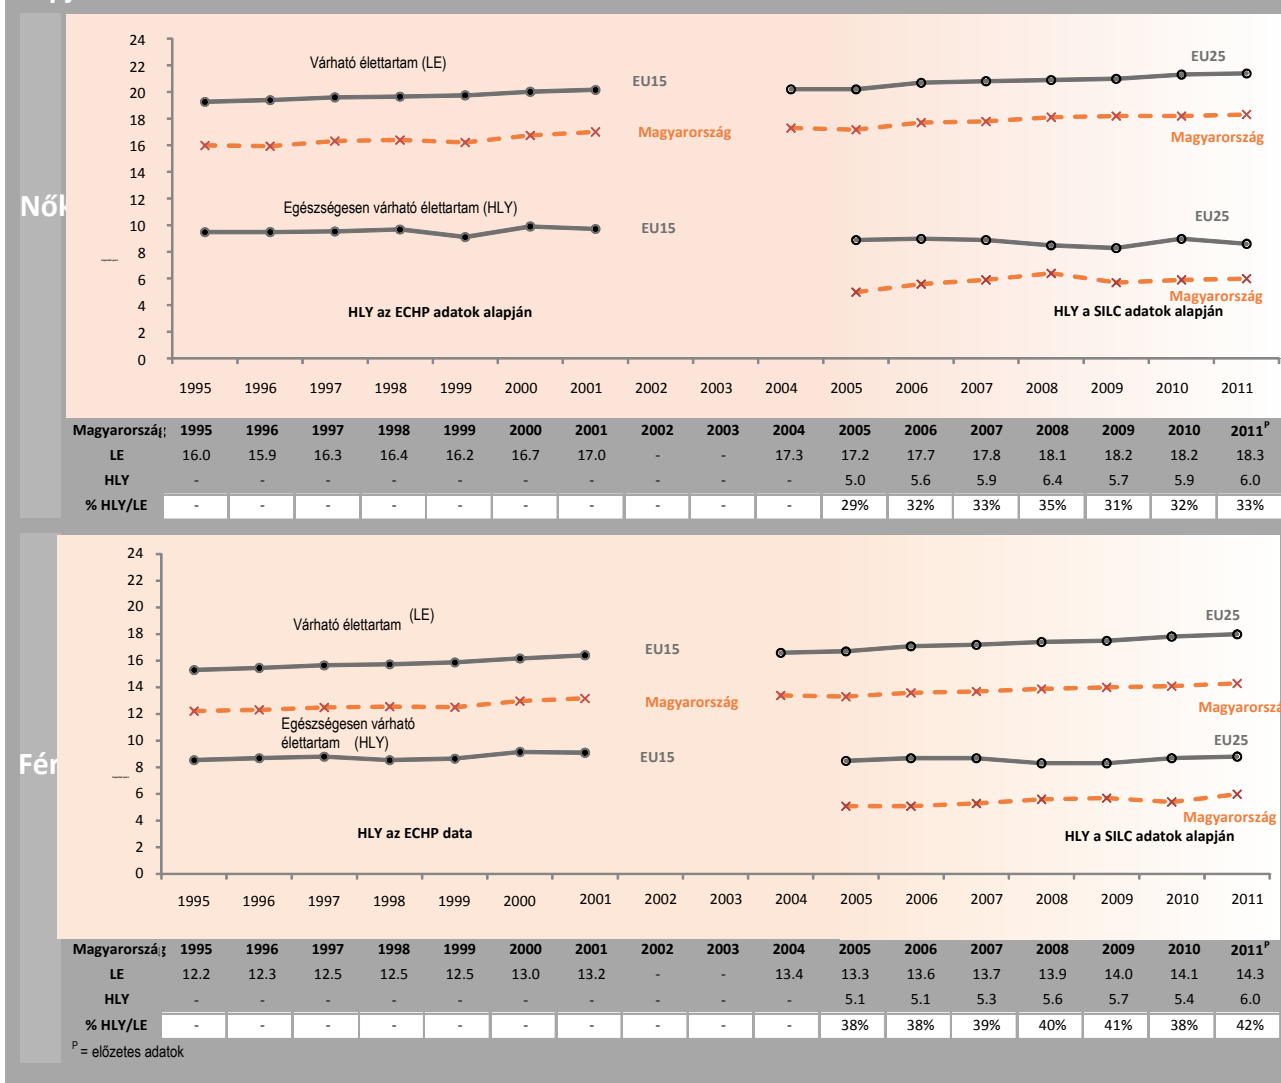 Nők
24
22
20
18
16
14
12
10
8
6
4
2
0
Várható élettartam (LE)
EU15
EU25
Magyarország
Magyarország
Egészségesen várható élettartam (HLY)
EU15
EU25
Magyarország
HLY az ECHP adatok alapján
HLY a SILC adatok alapján
1995 1996 1997 1998 1999 2000 2001 2002 2003 2004 2005 2006 2007 2008 2009 2010 2011
Magyarország 1995 1996 1997 1998 1999 2000 2001 2002 2003 2004 2005 2006 2007 2008 2009 2010 2011P
LE 16.0 15.9 16.3 16.4 16.2 16.7 17.0 - - 17.3 17.2 17.7 17.8 18.1 18.2 18.2 18.3
HLY - - - - - - - - - - 5.0 5.6 5.9 6.4 5.7 5.9 6.0
% HLY/LE - - - - - - - - - - 29% 32% 33% 35% 31% 32% 33%
Fér
24
22
20
18
16
14
12
10
8
6
4
2
0
Várható élettartam (LE)
EU15
EU25
Magyarország
Magyarorszá
Egészségesen várható
élettartam (HLY)
EU15
EU25
Magyarország
HLY az ECHP data
HLY a SILC adatok alapján
1995 1996 1997 1998 1999 2000 2001 2002 2003 2004 2005 2006 2007 2008 2009 2010 2011
Magyarország 1995 1996 1997 1998 1999 2000 2001 2002 2003 2004 2005 2006 2007 2008 2009 2010 2011P
LE 12.2 12.3 12.5 12.5 12.5 13.0 13.2 - - 13.4 13.3 13.6 13.7 13.9 14.0 14.1 14.3
HLY - - - - - - - - - - 5.1 5.1 5.3 5.6 5.7 5.4 6.0
% HLY/LE - - - - - - - - - - 38% 38% 39% 40% 41% 38% 42%
P = előzetes adatok